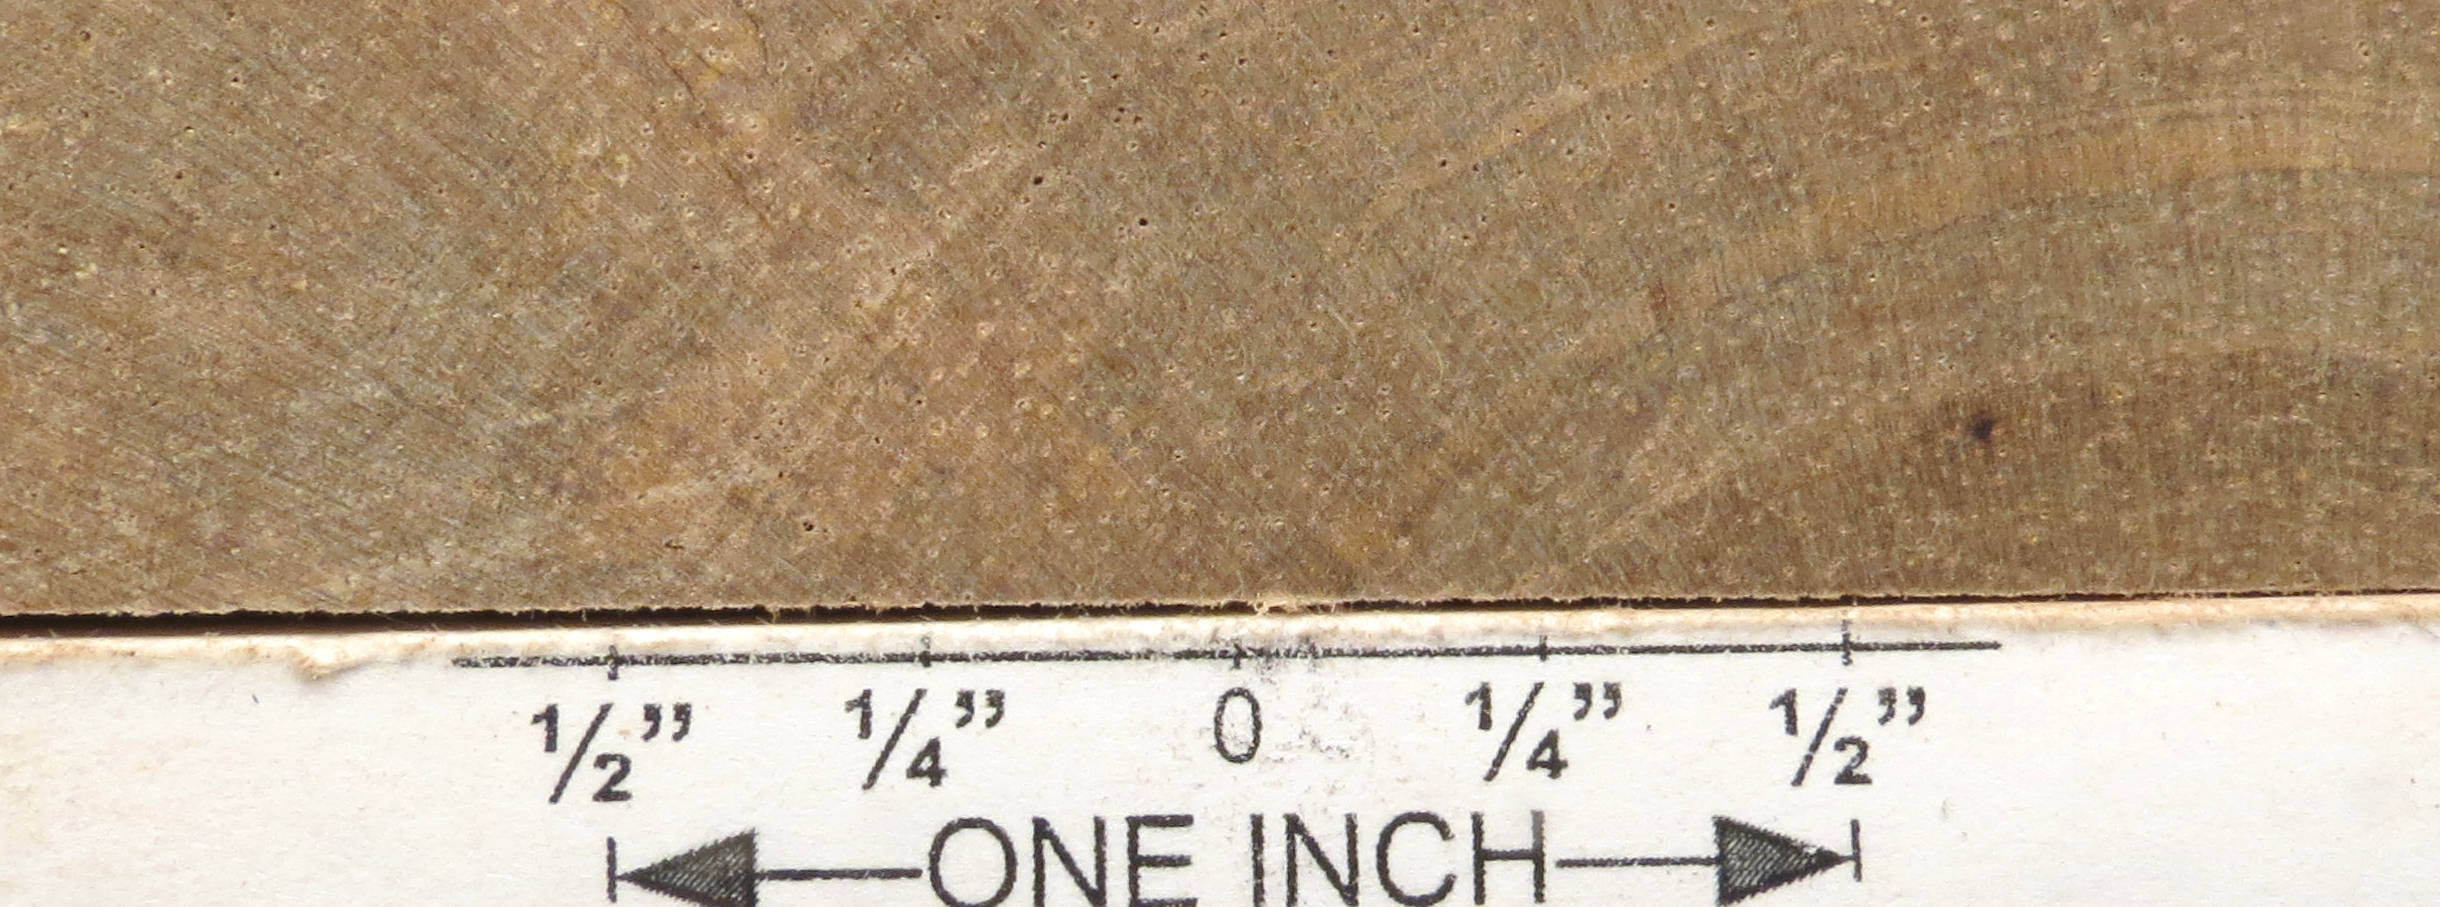 1/2” 1/4” 0 1/4” 1/2”
ONE INCH